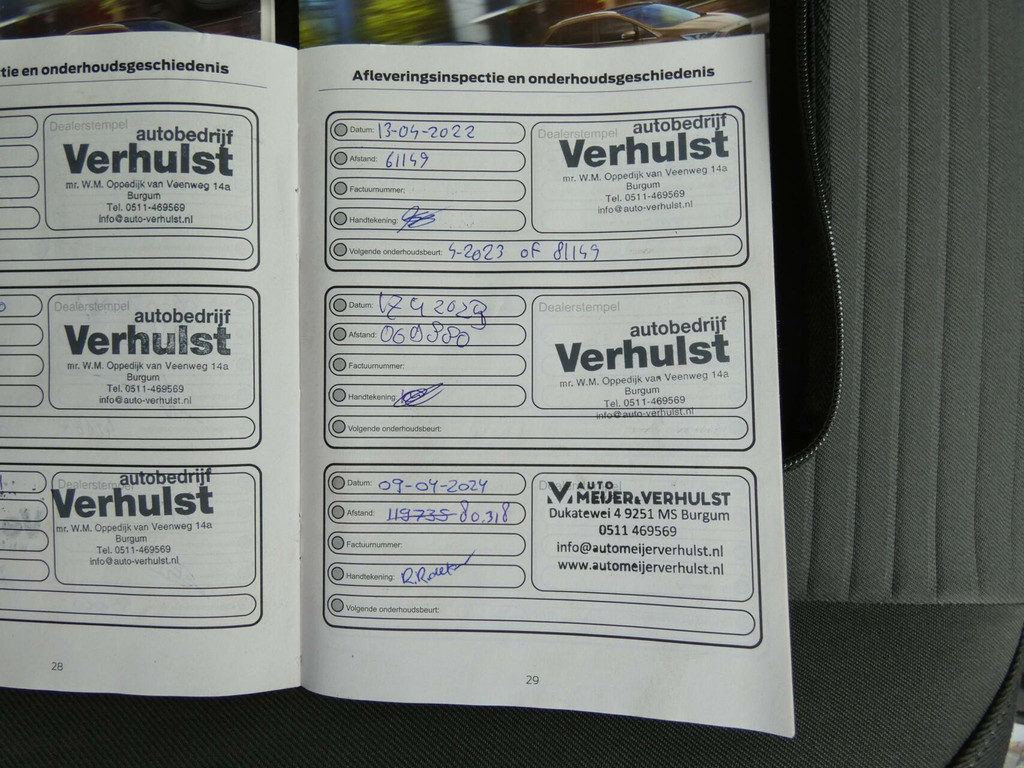 tie en onderhoudsgeschiedenis
Dealerstempel
autobedrijf
Verhulst
mr. W.M. Oppedijk van Veenweg 14a
Burgum
Tel. 0511-469569
info@auto-verhulst.nl
Dealerstempel
autobedrijf
Verhulst
mr. W.M. Oppedijk van Veenweg 14a
Burgum
Tel. 0511-469569
info@auto-verhulst.nl
Dealerstempel
autobedrijf
Verhulst
mr. W.M. Oppedijk van Veenweg 14a
Burgum
Tel. 0511-469569
info@auto-verhulst.nl
28
Afleveringsinspectie en onderhoudsgeschiedenis
Datum: 13-04-2022
Afstand: 61149
Factuurnummer:
Handtekening:
Volgende onderhoudsbeurt: 4-2023 of 81149
Dealerstempel
autobedrijf
Verhulst
mr. W.M. Oppedijk van Veenweg 14a
Burgum
Tel. 0511-469569
info@auto-verhulst.nl
Datum:
Afstand:
Factuurnummer:
Handtekening:
Volgende onderhoudsbeurt:
Dealerstempel
autobedrijf
Verhulst
mr. W.M. Oppedijk van Veenweg 14a
Burgum
Tel. 0511-469569
info@auto-verhulst.nl
Datum: 09-04-2024
Afstand: 119735 80.318
Factuurnummer:
Handtekening:
Volgende onderhoudsbeurt:
AUTO
MEIJER & VERHULST
Dukatewei 4 9251 MS Burgum
0511 469569
info@automeijerverhulst.nl
www.automeijerverhulst.nl
29